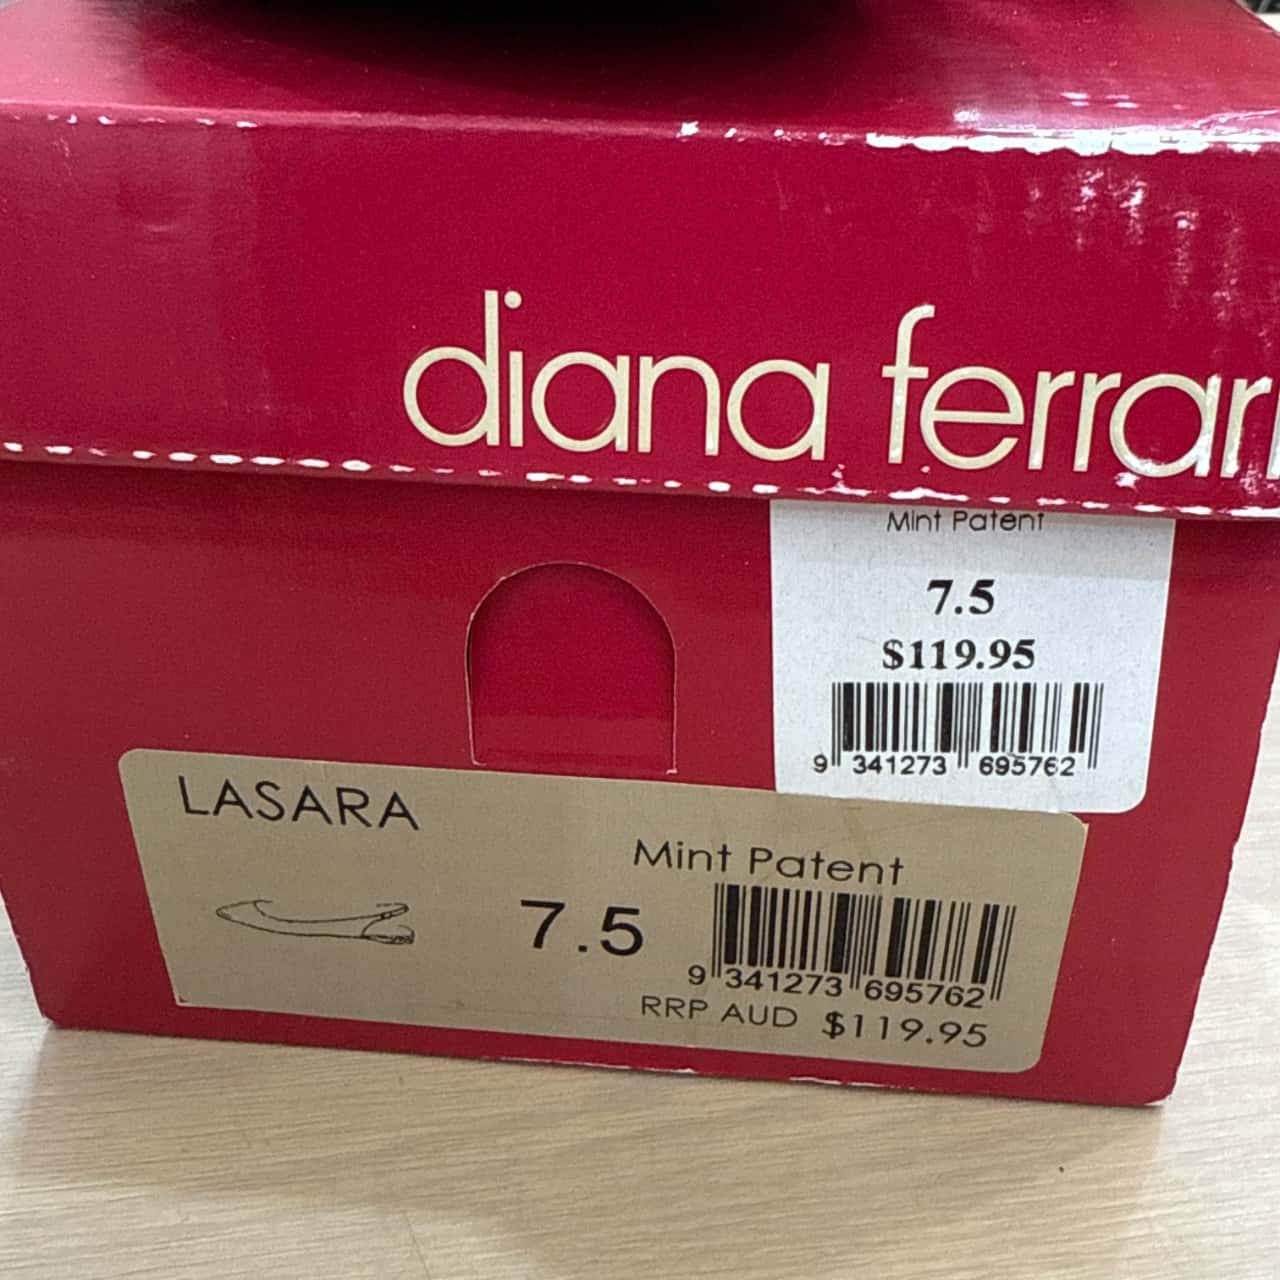 diana ferrari
Mint Patent
7.5
$119.95
9 341273 695762
LASARA
Mint Patent
7.5
9 341273 695762
RRP AUD $119.95